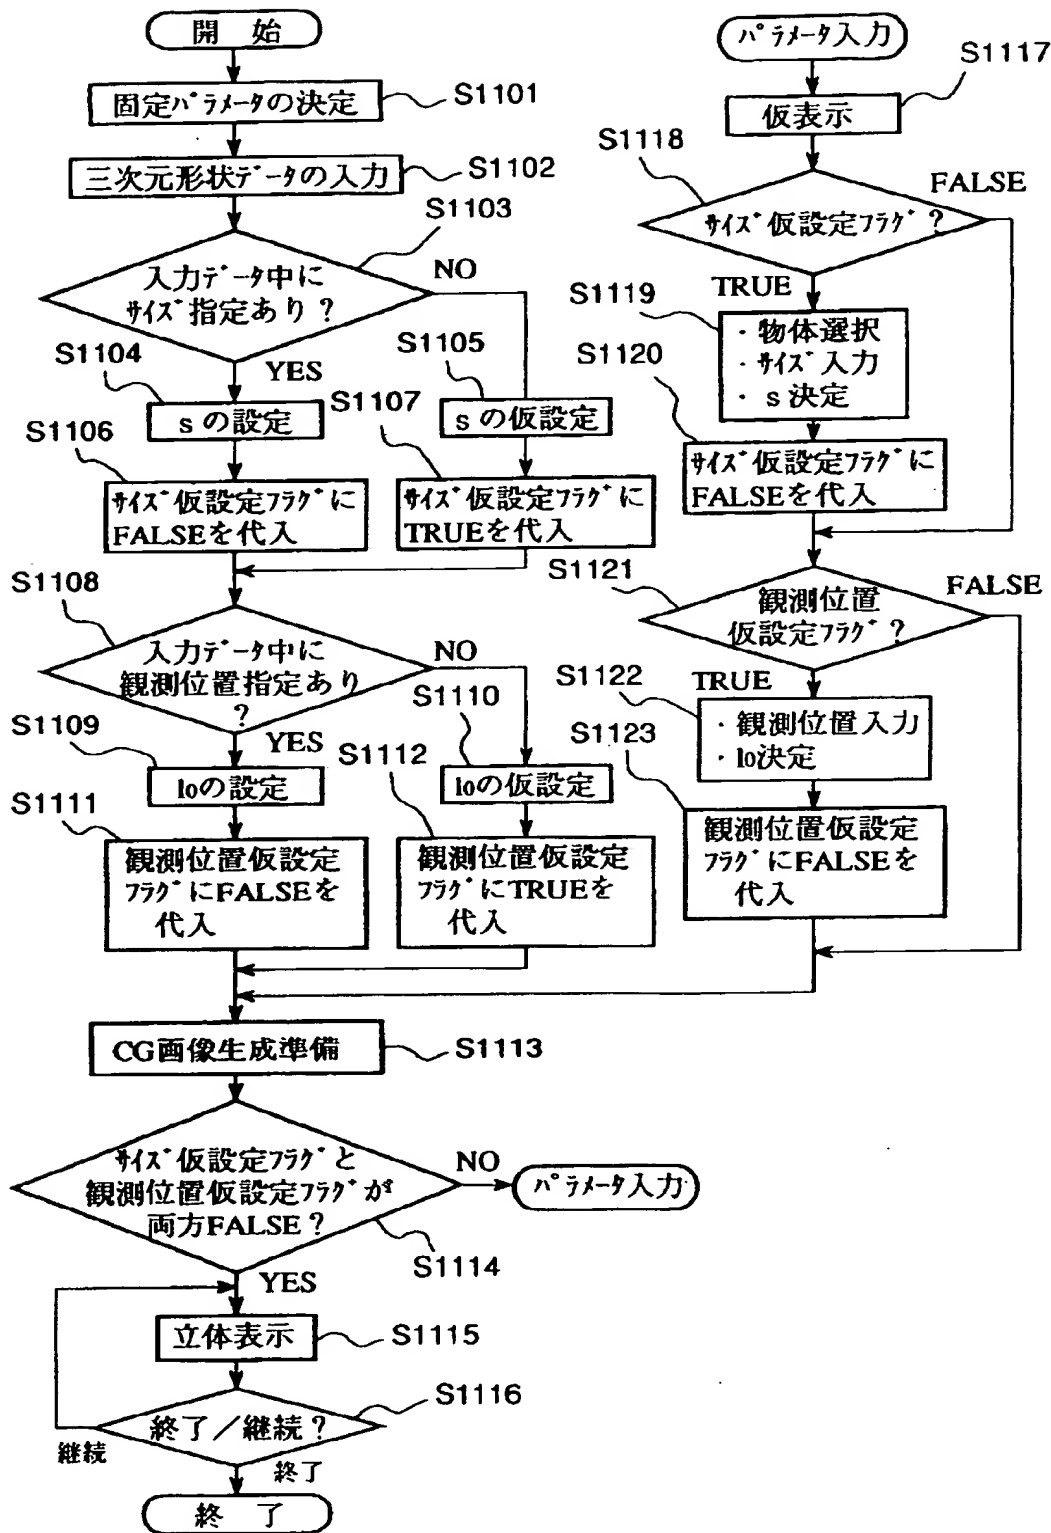 開 始
固定パラメータの決定
S1101
三次元形状データの入力
S1102
S1103
入力データ中に
サイズ指定あり？
NO
YES
S1104
sの設定
S1105
sの仮設定
S1106
サイズ仮設定フラグに
FALSEを代入
S1107
サイズ仮設定フラグに
TRUEを代入
S1108
入力データ中に
観測位置指定あり
？
NO
YES
S1109
loの設定
S1110
loの仮設定
S1111
観測位置仮設定
フラグにFALSEを
代入
S1112
観測位置仮設定
フラグにTRUEを
代入
CG画像生成準備
S1113
サイズ仮設定フラグと
観測位置仮設定フラグが
両方FALSE？
NO
パラメータ入力
S1114
YES
立体表示
S1115
S1116
終了／継続？
継続
終了
終 了
パラメータ入力
S1117
仮表示
S1118
サイズ仮設定フラグ？
FALSE
TRUE
S1119
・物体選択
・サイズ入力
・s決定
S1120
サイズ仮設定フラグに
FALSEを代入
S1121
観測位置
仮設定フラグ？
FALSE
TRUE
S1122
・観測位置入力
・lo決定
S1123
観測位置仮設定
フラグにFALSEを
代入